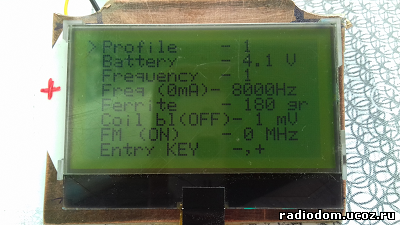 Profile - 1
Battery - 4.1 V
Frequency - 1
Freq (0mA)- 8000Hz
Ferrite - 180 gr
Coil bl(OFF)- 1 mV
FM (ON) - 0 MHz
Entry KEY -,+
+
radiodom.ucoz.ru